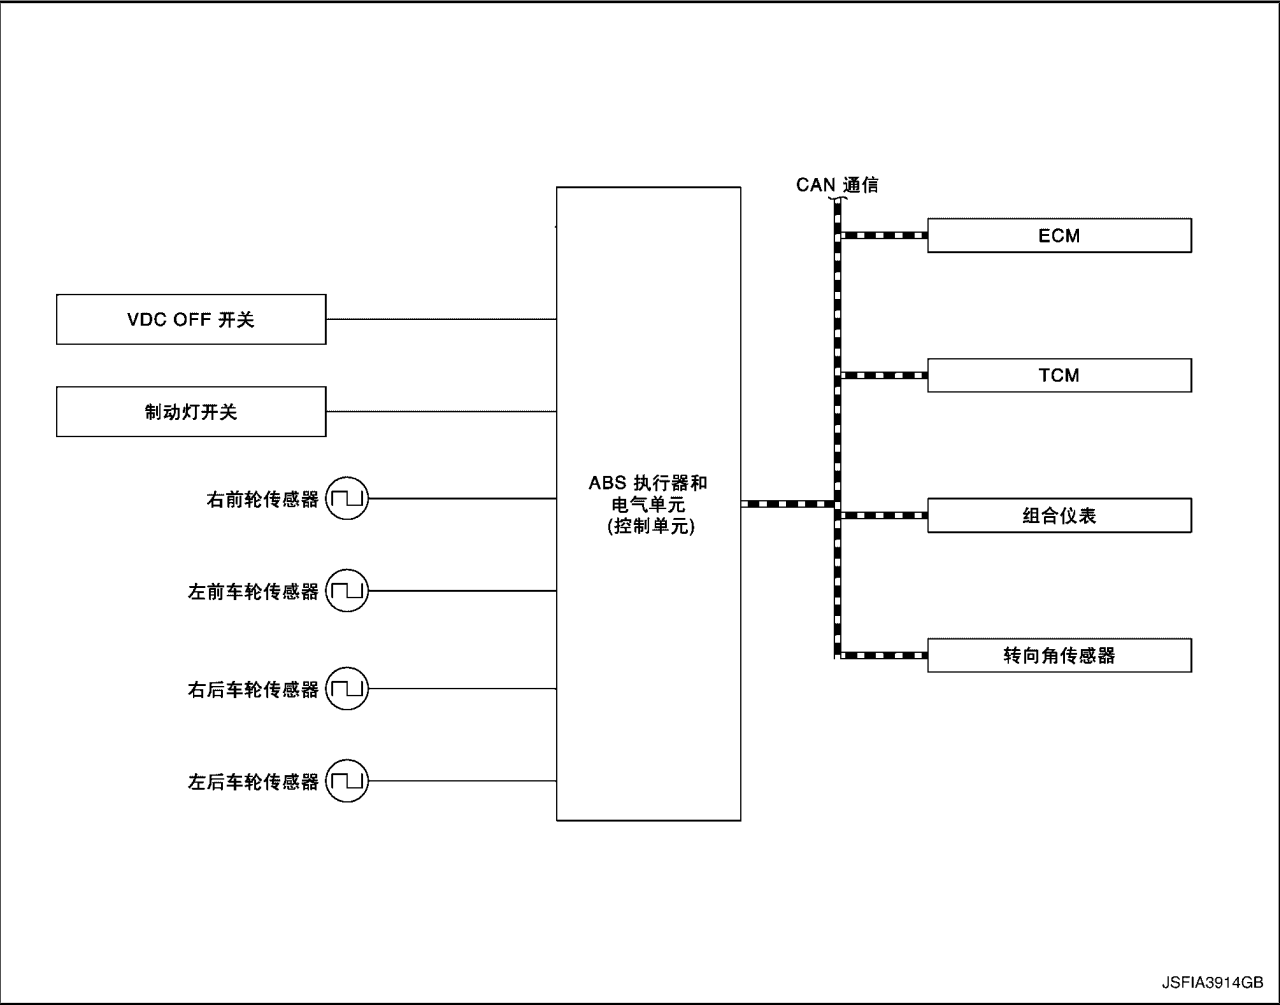 CAN 通信
ECM
VDC OFF 开关
TCM
制动灯开关
ABS 执行器和
电气单元
(控制单元)
右前轮传感器
组合仪表
左前车轮传感器
转向角传感器
右后车轮传感器
左后车轮传感器
JSFIA3914GB